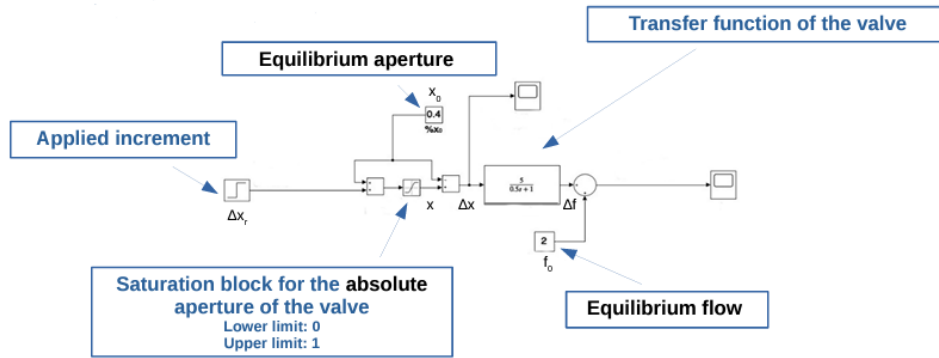 Transfer function of the valve
Equilibrium aperture
x₀
0.4
%x₀
Applied increment
Δxᵣ
x
Δx
5
0.5s + 1
Δf
2
f₀
Saturation block for the absolute
aperture of the valve
Lower limit: 0
Upper limit: 1
Equilibrium flow